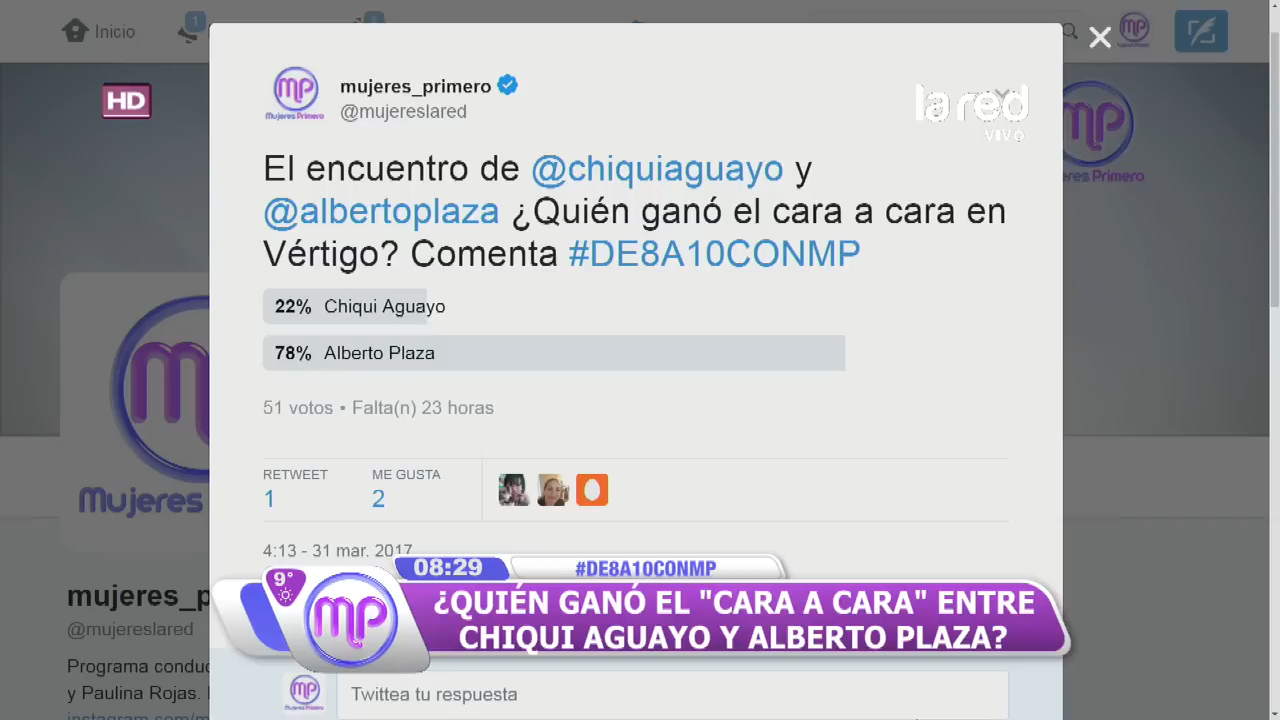 Inicio
1
HD
mujeres_primero
@mujereslared
la red
VIVO
El encuentro de @chiquiaguayo y
@albertoplaza ¿Quién ganó el cara a cara en
Vértigo? Comenta #DE8A10CONMP
22% Chiqui Aguayo
78% Alberto Plaza
51 votos • Falta(n) 23 horas
RETWEET
ME GUSTA
1
2
4:13 - 31 mar. 2017
mp
Mujeres Primero
Mujeres
08:29
#DE8A10CONMP
9°
mp
¿QUIÉN GANÓ EL "CARA A CARA" ENTRE
CHIQUI AGUAYO Y ALBERTO PLAZA?
mujeres_p
@mujereslared
Programa conduc
y Paulina Rojas.
instagram.com/m
Twittea tu respuesta